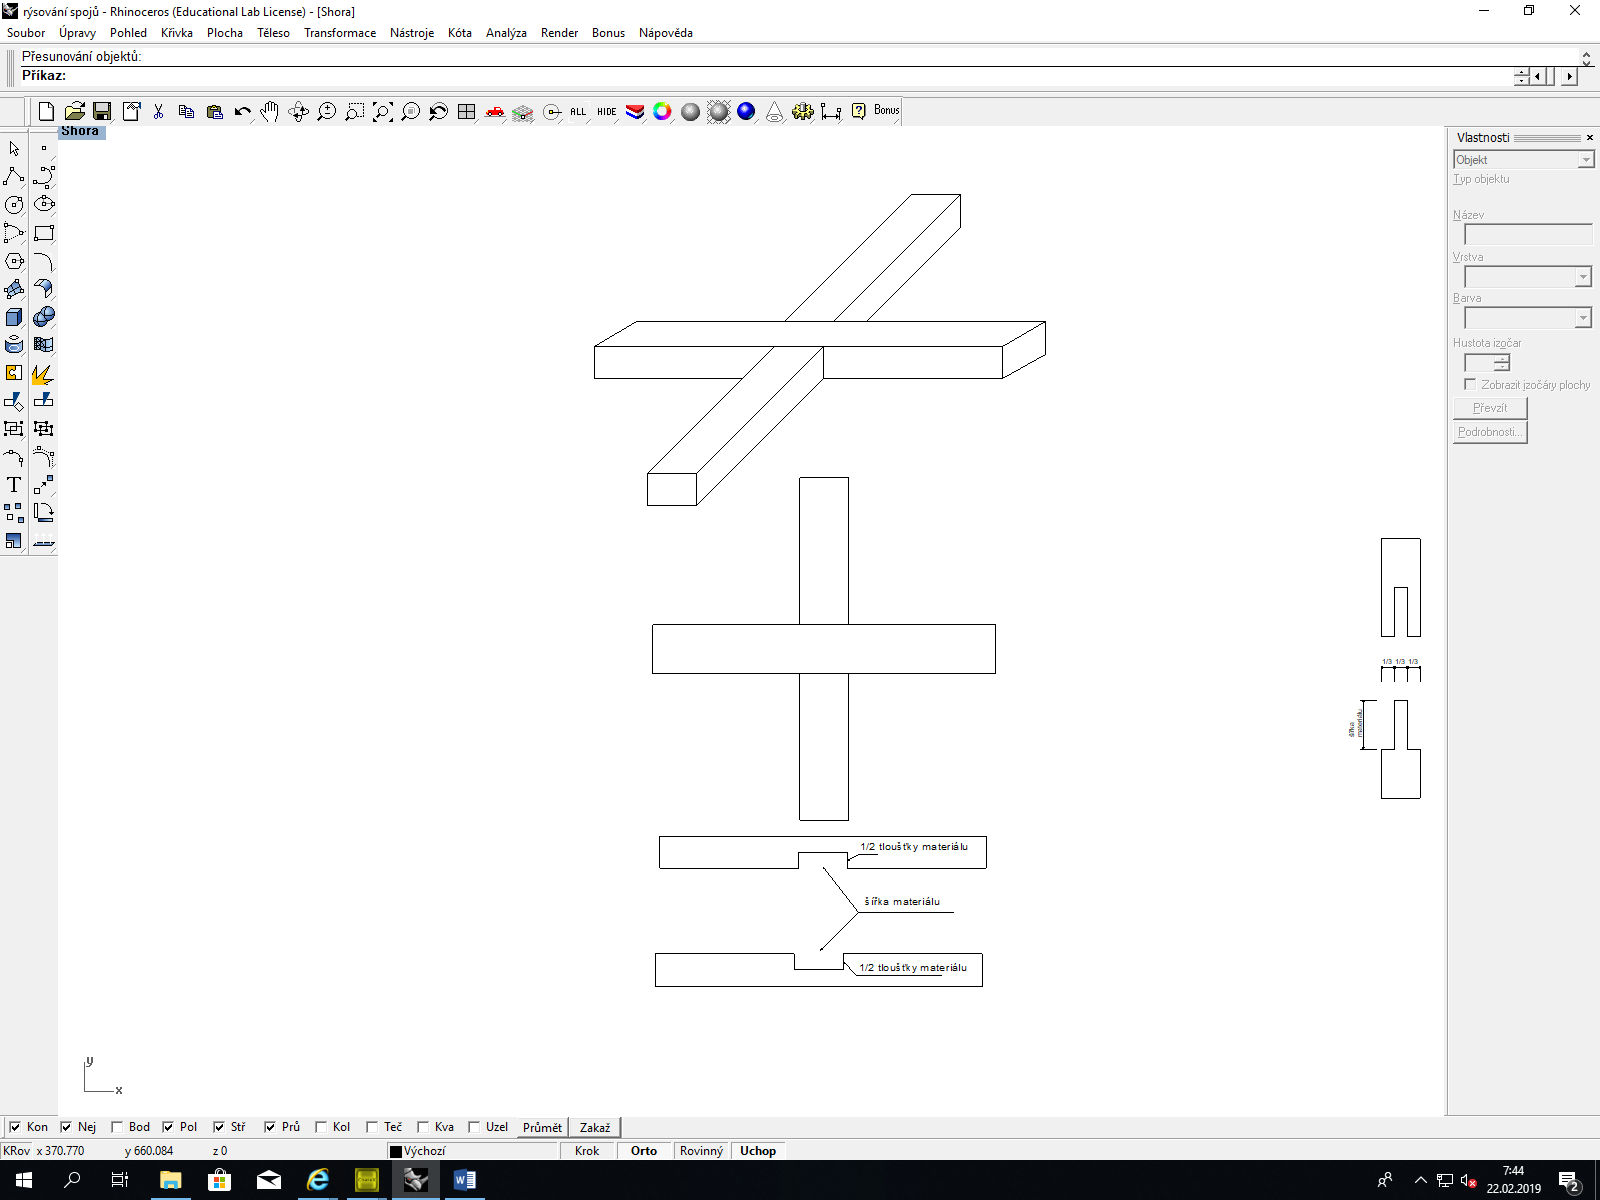 rýsování spojů - Rhinoceros (Educational Lab License) - [Shora]
Soubor Úpravy Pohled Křivka Plocha Těleso Transformace Nástroje Kóta Analýza Render Bonus Nápověda
Přesunování objektů:
Příkaz:
ALL HIDE Bonus
Shora
Vlastnosti
Objekt
Typ objektu
Název
Vrstva
Barva
Hustota izočar
Zobrazit izočáry plochy
Převzít
Podrobnosti...
T
1/3 1/3 1/3
šířka
materiálu
1/2 tloušťky materiálu
šířka materiálu
1/2 tloušťky materiálu
y
x
Kon Nej Bod Pol Stř Prů Kol Teč Kva Uzel Průmět Zakaž
KRov x 370.770 y 660.084 z 0 Výchozí Krok Orto Rovinný Uchop
7:44
22.02.2019
2